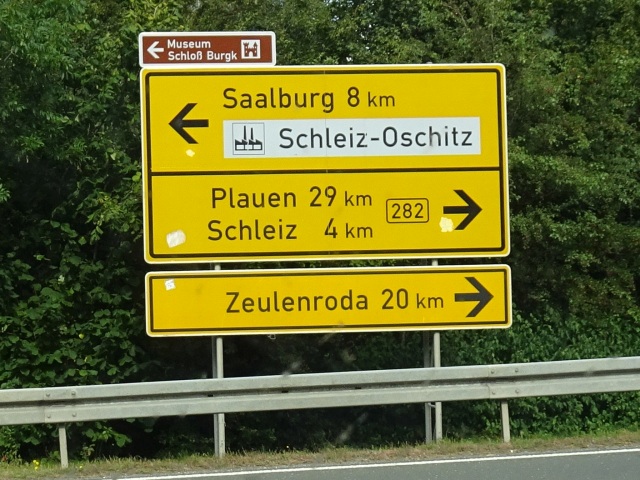 Museum
Schloß Burgk
Saalburg 8 km
Schleiz-Oschitz
Plauen 29 km
282
Schleiz 4 km
Zeulenroda 20 km